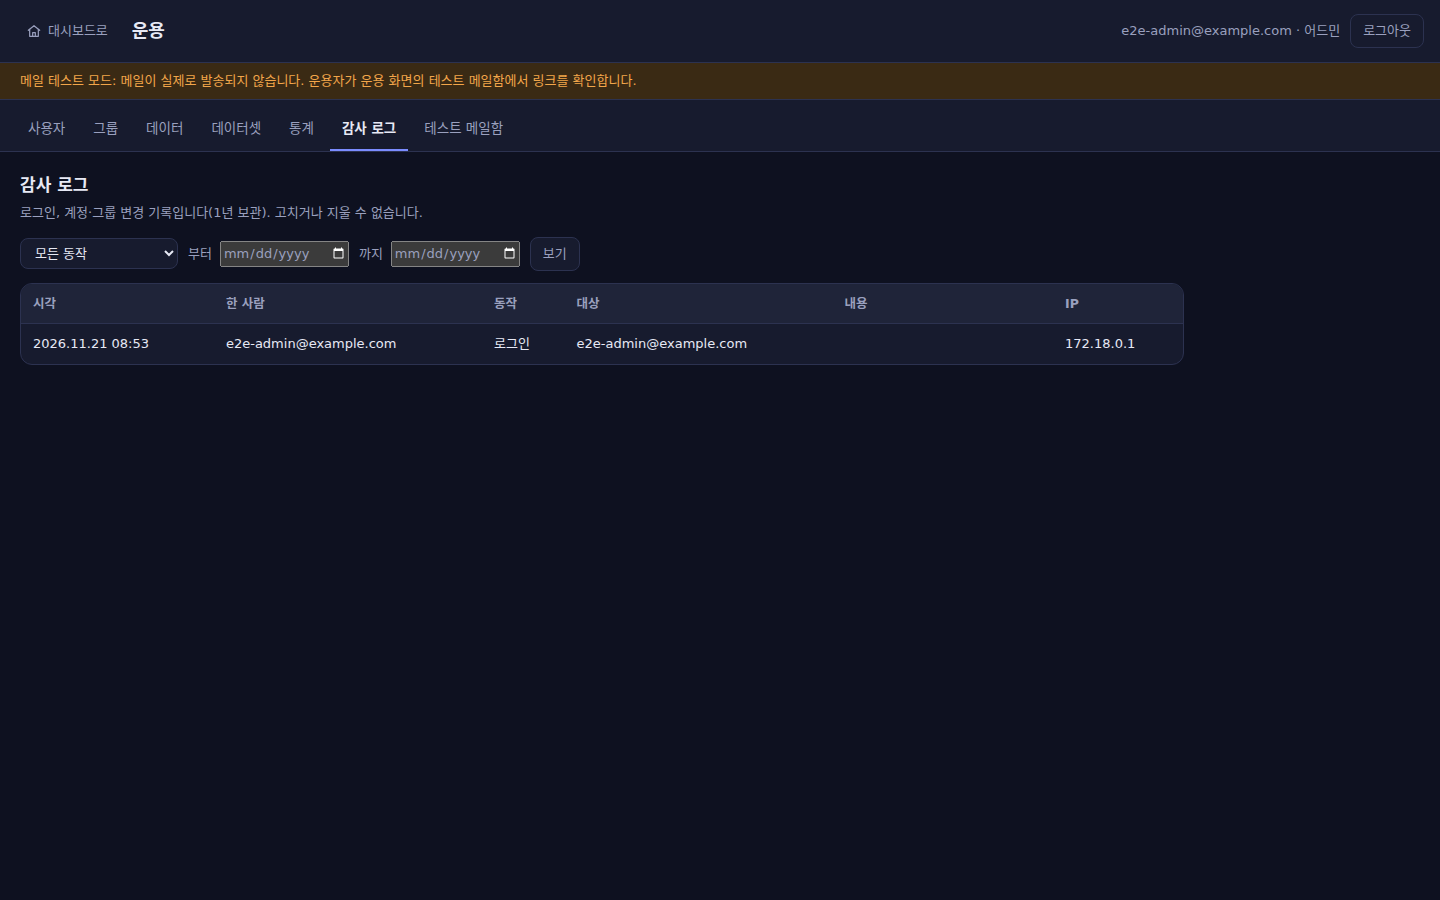 대시보드로 운용 e2e-admin@example.com · 어드민 로그아웃
메일 테스트 모드: 메일이 실제로 발송되지 않습니다. 운용자가 운용 화면의 테스트 메일함에서 링크를 확인합니다.
사용자 그룹 데이터 데이터셋 통계 감사 로그 테스트 메일함
감사 로그
로그인, 계정·그룹 변경 기록입니다(1년 보관). 고치거나 지울 수 없습니다.
모든 동작 부터 mm/dd/yyyy 까지 mm/dd/yyyy 보기
시각 한 사람 동작 대상 내용 IP
2026.11.21 08:53 e2e-admin@example.com 로그인 e2e-admin@example.com 172.18.0.1